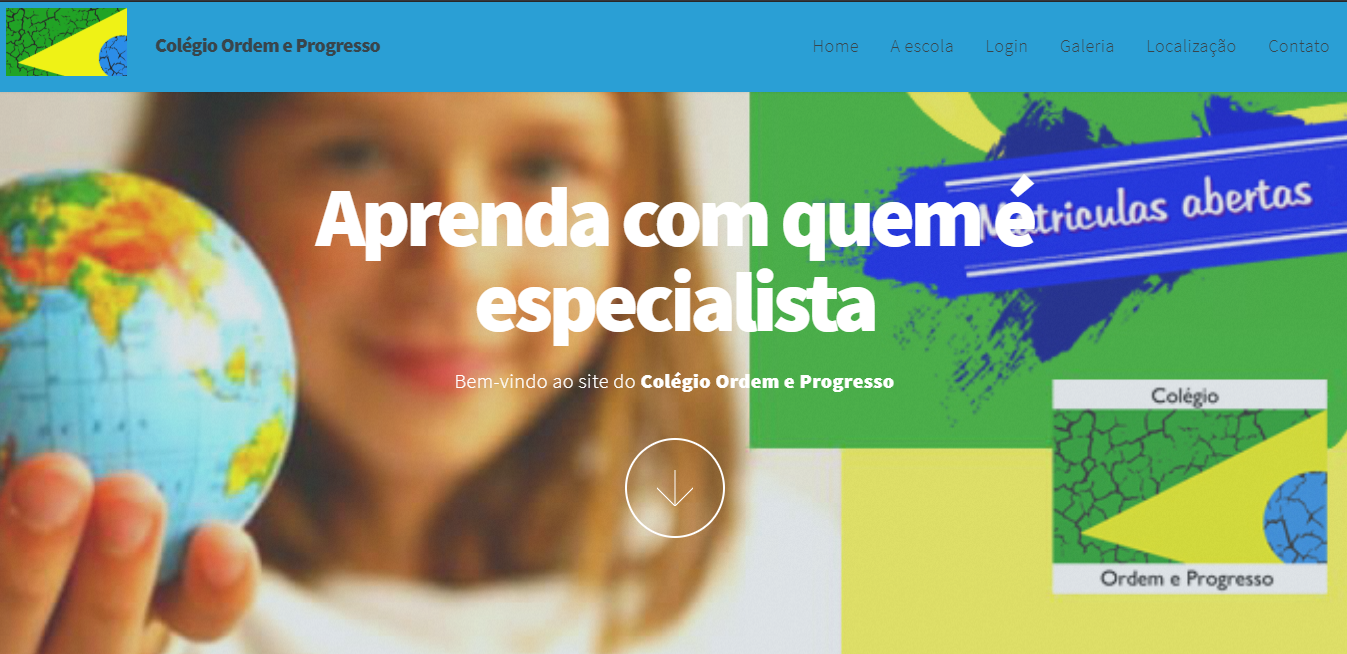 Colégio Ordem e Progresso
Home A escola Login Galeria Localização Contato
Aprenda com quem é
especialista
Matriculas abertas
Bem-vindo ao site do Colégio Ordem e Progresso
Colégio
Ordem e Progresso